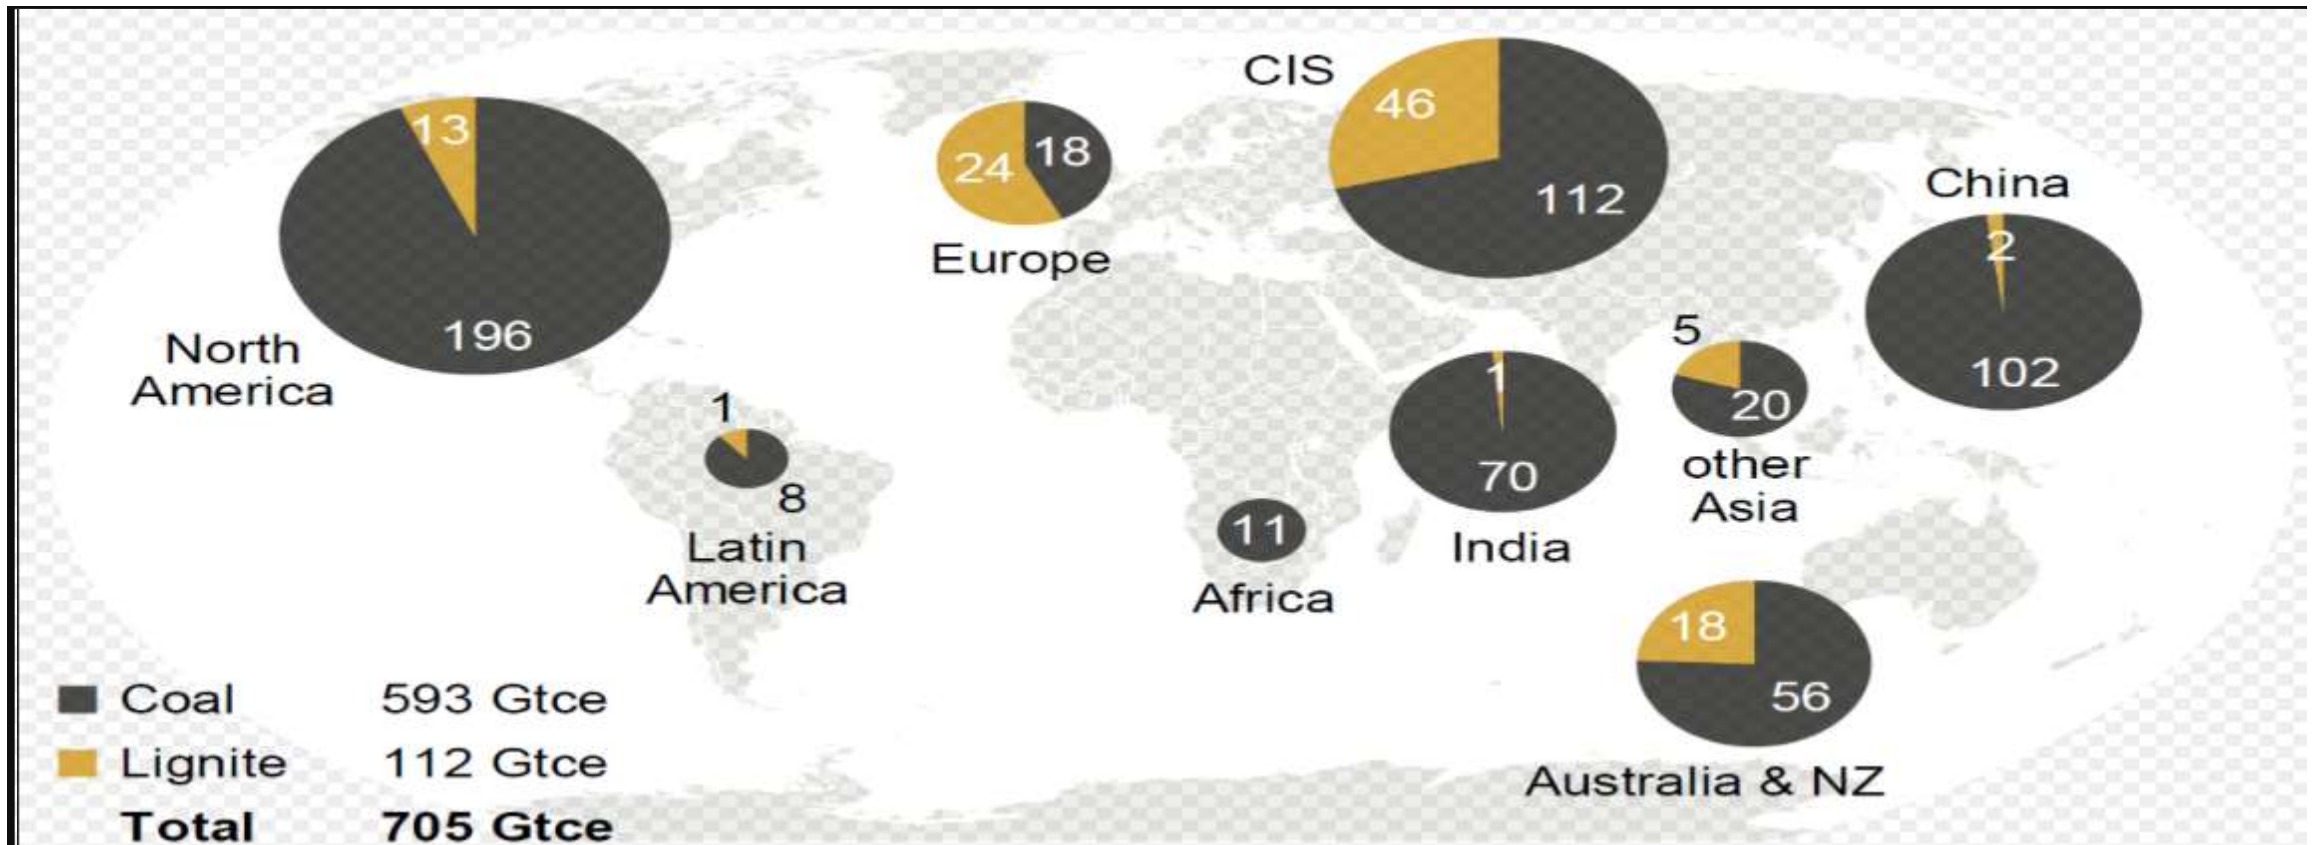 CIS
46
112
13
196
North
America
24
18
Europe
China
2
102
5
20
other
Asia
1
70
India
1
8
Latin
America
11
Africa
18
56
Australia & NZ
Coal 593 Gtce
Lignite 112 Gtce
Total 705 Gtce